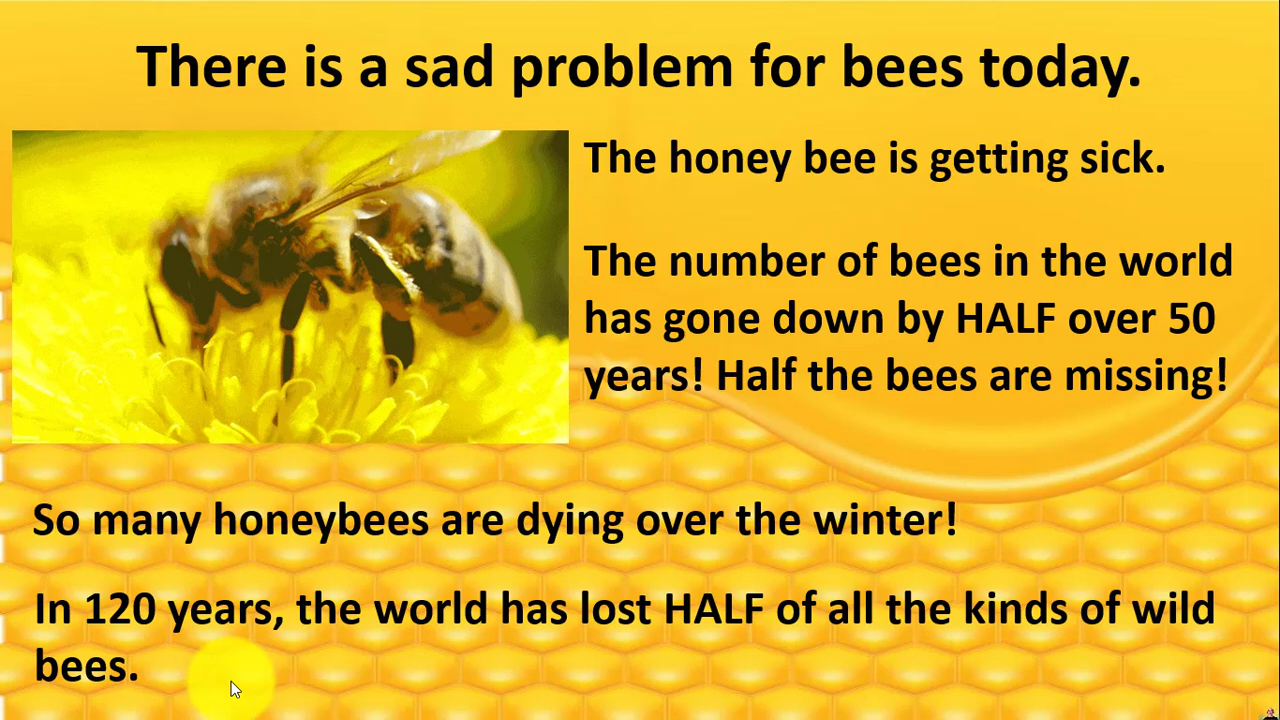 There is a sad problem for bees today.
The honey bee is getting sick.
The number of bees in the world
has gone down by HALF over 50
years! Half the bees are missing!
So many honeybees are dying over the winter!
In 120 years, the world has lost HALF of all the kinds of wild
bees.